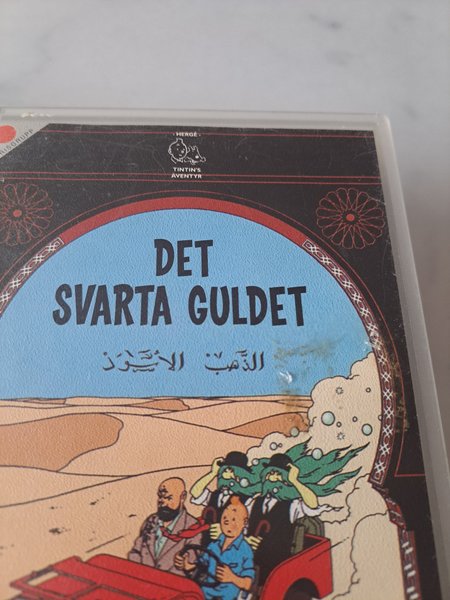 HERGÉ
TINTIN'S
ÄVENTYR
DET
SVARTA GULDET
الذهب الأسود